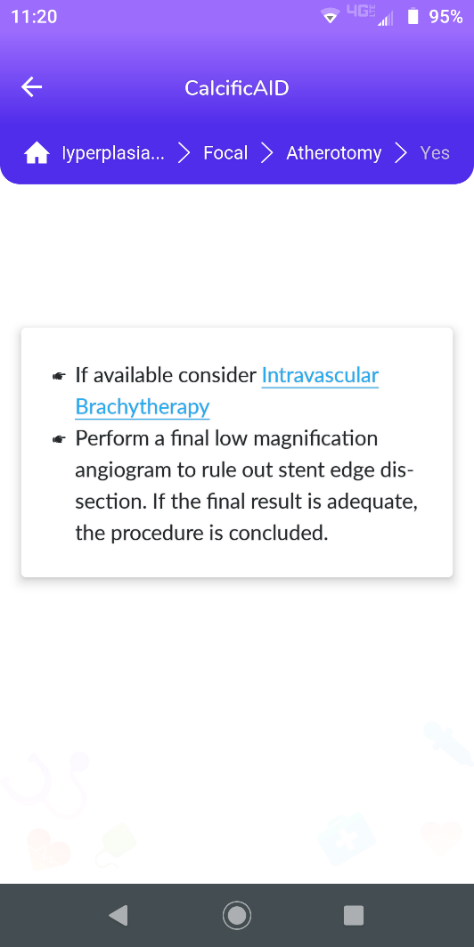 11:20 4G 95%
CalcificAID
lyperplasia... Focal Atherotomy Yes
If available consider Intravascular
Brachytherapy
Perform a final low magnification
angiogram to rule out stent edge dis-
section. If the final result is adequate,
the procedure is concluded.